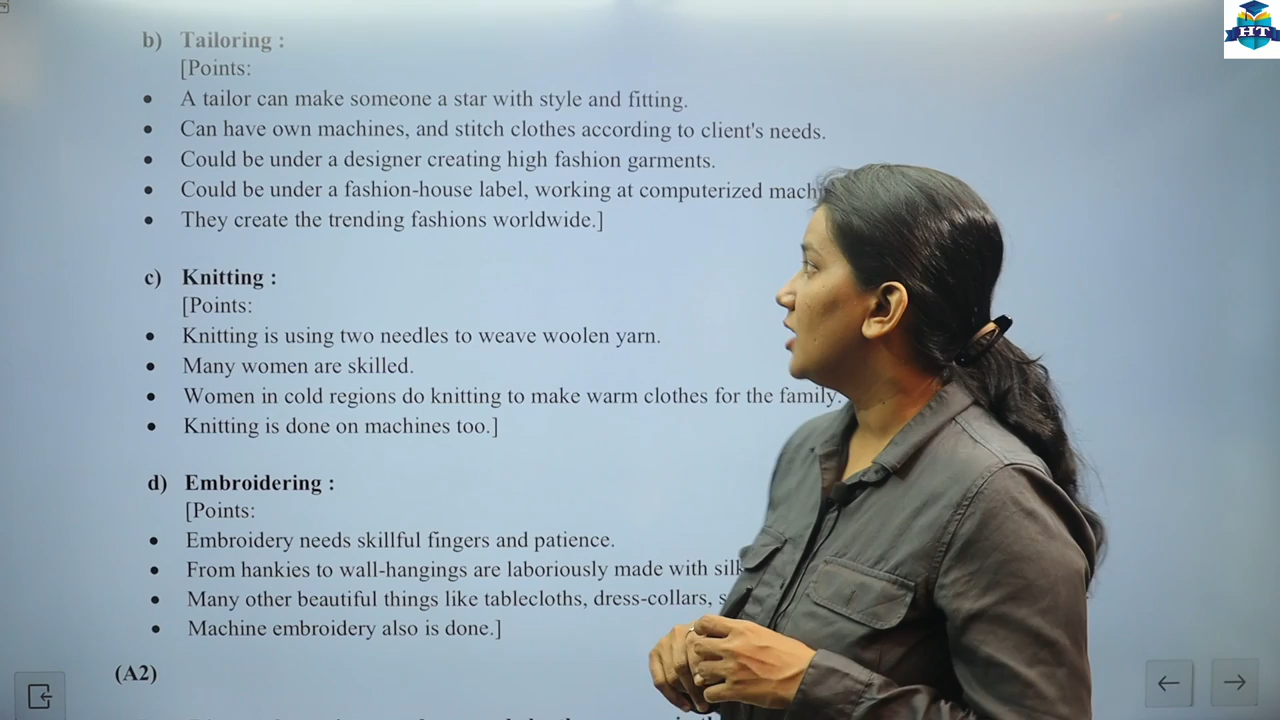 HT
b) Tailoring :
[Points:
• A tailor can make someone a star with style and fitting.
• Can have own machines, and stitch clothes according to client's needs.
• Could be under a designer creating high fashion garments.
• Could be under a fashion-house label, working at computerized
• They create the trending fashions worldwide.]
c) Knitting :
[Points:
• Knitting is using two needles to weave woolen yarn.
• Many women are skilled.
• Women in cold regions do knitting to make warm clothes for the family.
• Knitting is done on machines too.]
d) Embroidering :
[Points:
• Embroidery needs skillful fingers and patience.
• From hankies to wall-hangings are laboriously made with
• Many other beautiful things like tablecloths, dress-collars,
• Machine embroidery also is done.]
(A2)